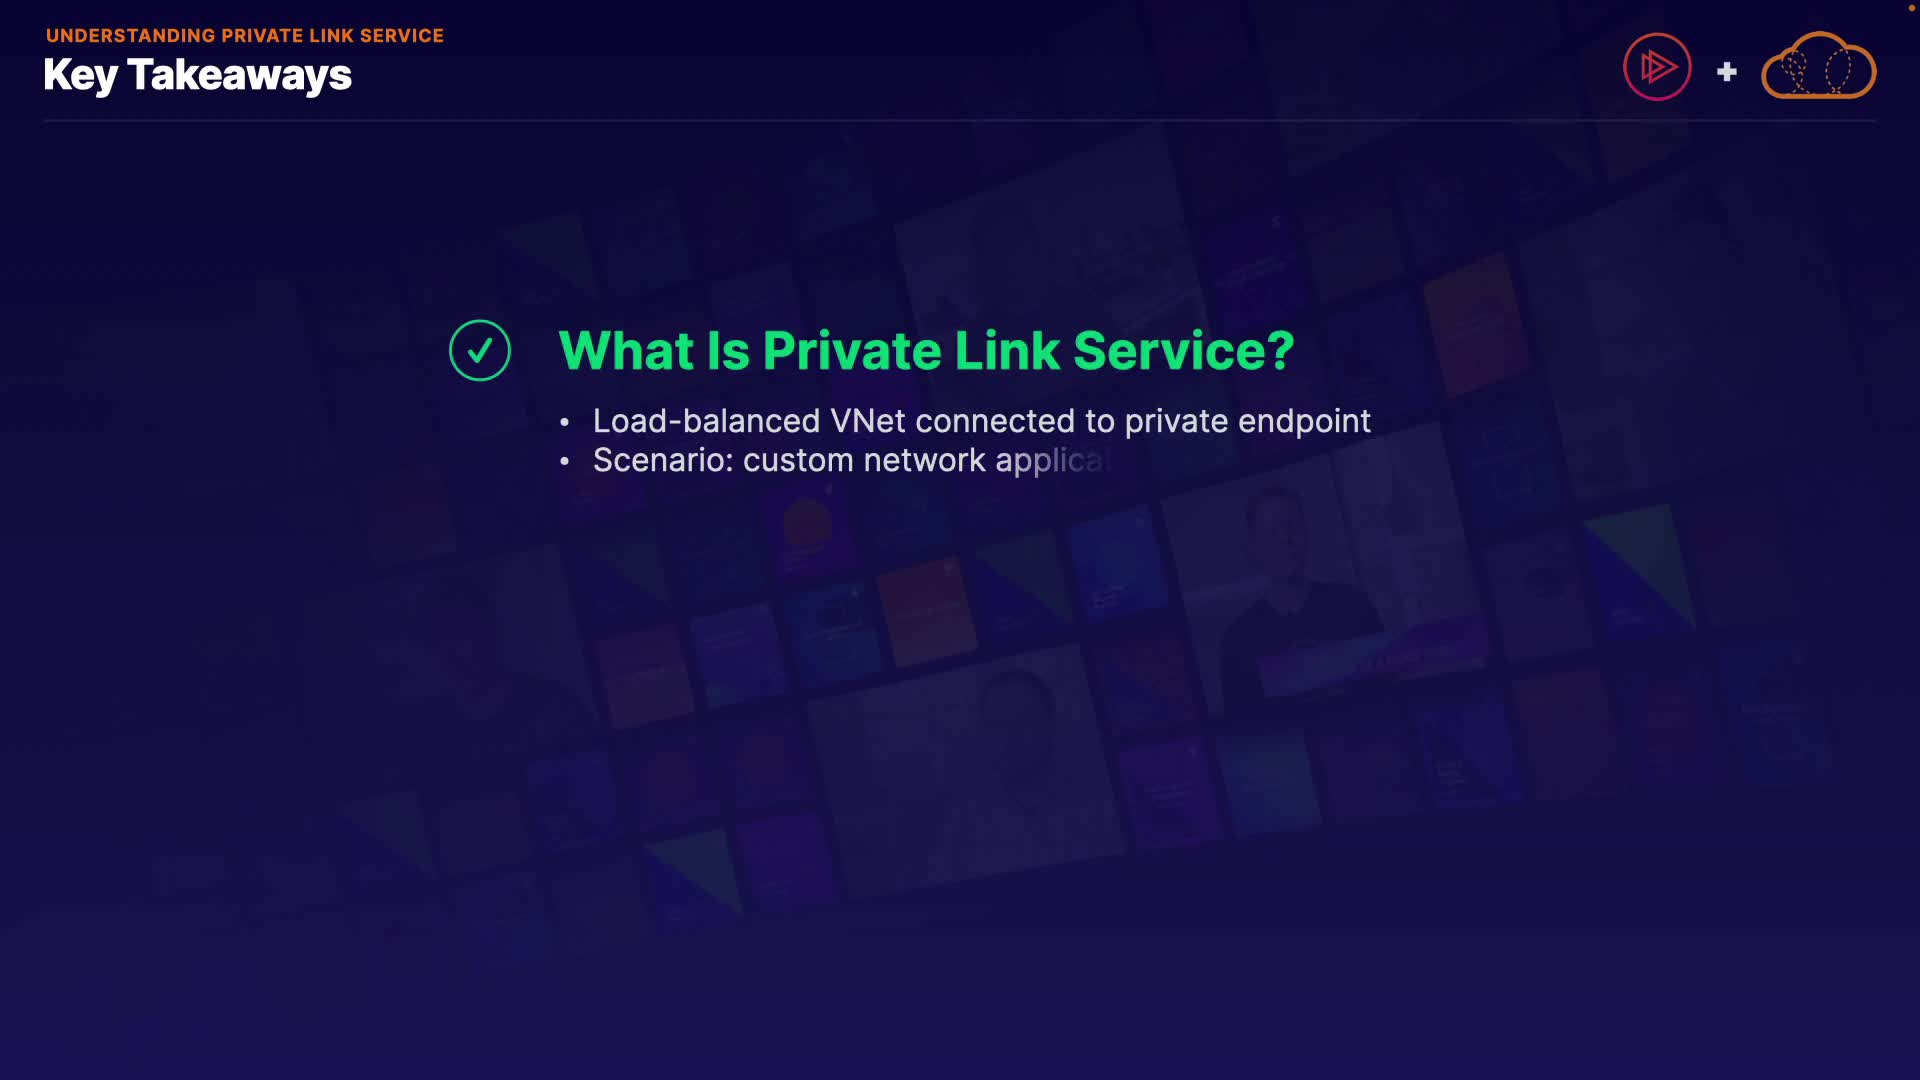 UNDERSTANDING PRIVATE LINK SERVICE
Key Takeaways
What Is Private Link Service?
• Load-balanced VNet connected to private endpoint
• Scenario: custom network applica